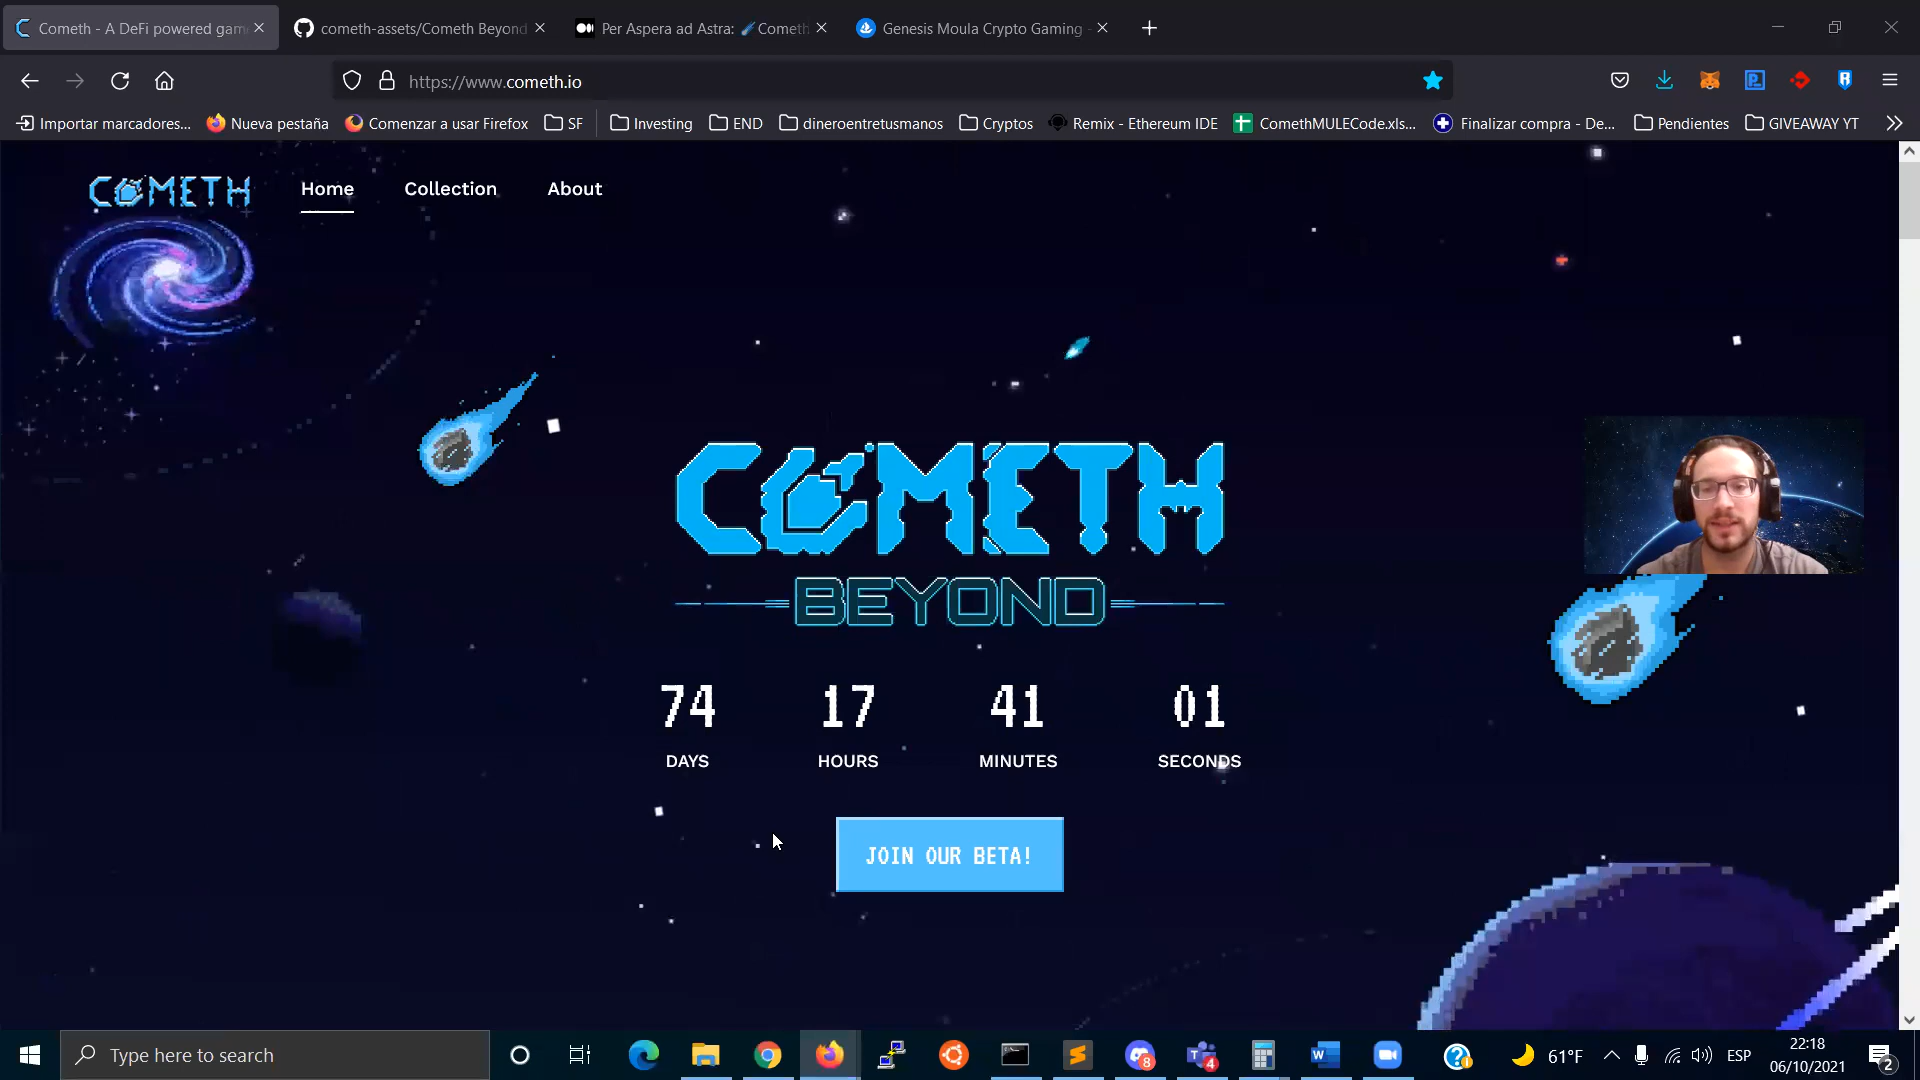 Cometh - A DeFi powered gam
cometh-assets/Cometh Beyond
Per Aspera ad Astra: ☄Cometh
Genesis Moula Crypto Gaming -
https://www.cometh.io
Importar marcadores...
Nueva pestaña
Comenzar a usar Firefox
SF
Investing
END
dineroentretusmanos
Cryptos
Remix - Ethereum IDE
ComethMULECode.xls...
Finalizar compra - De...
Pendientes
GIVEAWAY YT
COMETH
Home
Collection
About
COMETH
BEYOND
74 17 41 01
DAYS HOURS MINUTES SECONDS
JOIN OUR BETA!
Type here to search
8
4
61°F
ESP
22:18
06/10/2021
2